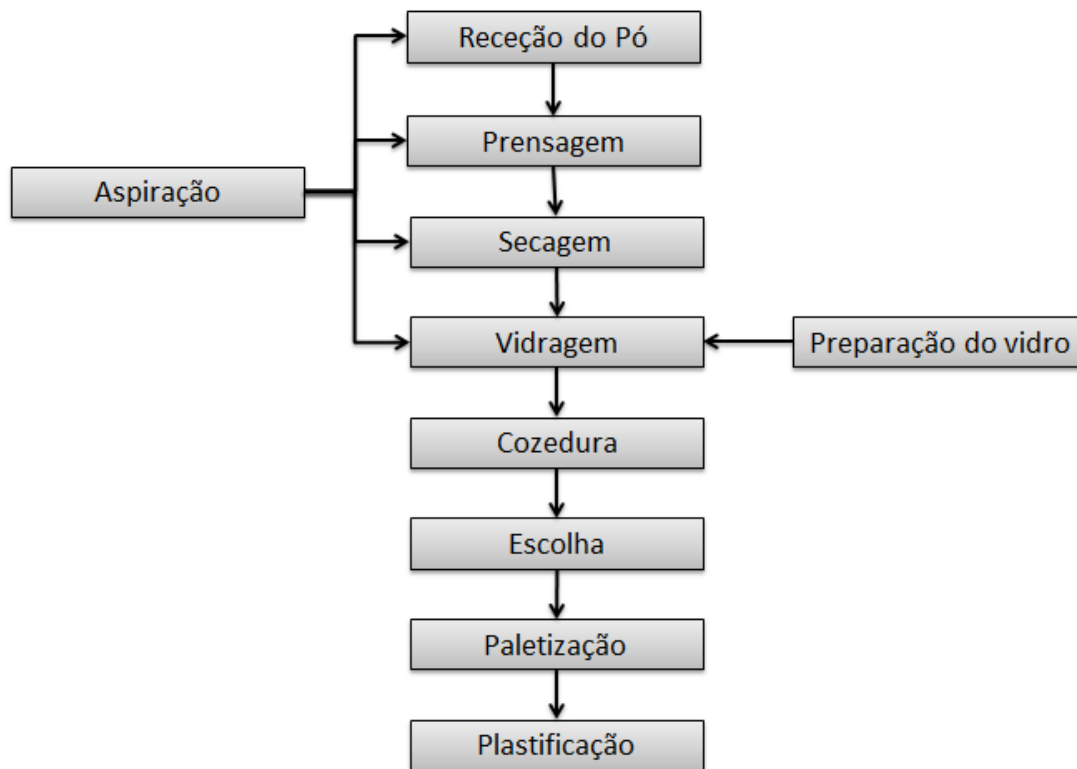 Receção do Pó
Prensagem
Aspiração
Secagem
Vidragem
Preparação do vidro
Cozedura
Escolha
Paletização
Plastificação